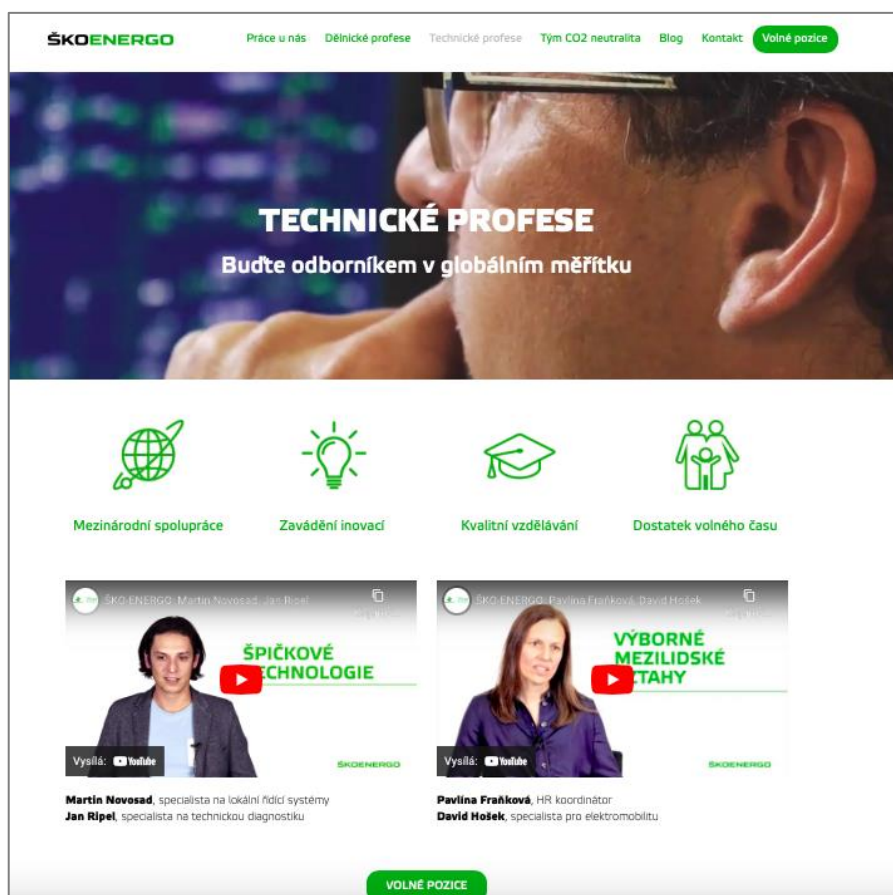 ŠKOENERGO
Práce u nás Dělnické profese Technické profese Tým CO2 neutralita Blog Kontakt Volné pozice
TECHNICKÉ PROFESE
Buďte odborníkem v globálním měřítku
Mezinárodní spolupráce Zavádění inovací Kvalitní vzdělávání Dostatek volného času
ŠKO-ENERGO: Martin Novosad, Jan Ripel
ŠPIČKOVÉ
TECHNOLOGIE
Vysílá: YouTube
ŠKOENERGO
ŠKO-ENERGO: Pavlína Fraňková, David Hošek
VÝBORNÉ
MEZILIDSKÉ
VZTAHY
Vysílá: YouTube
ŠKOENERGO
Martin Novosad, specialista na lokální řídící systémy
Jan Ripel, specialista na technickou diagnostiku
Pavlína Fraňková, HR koordinátor
David Hošek, specialista pro elektromobilitu
VOLNÉ POZICE